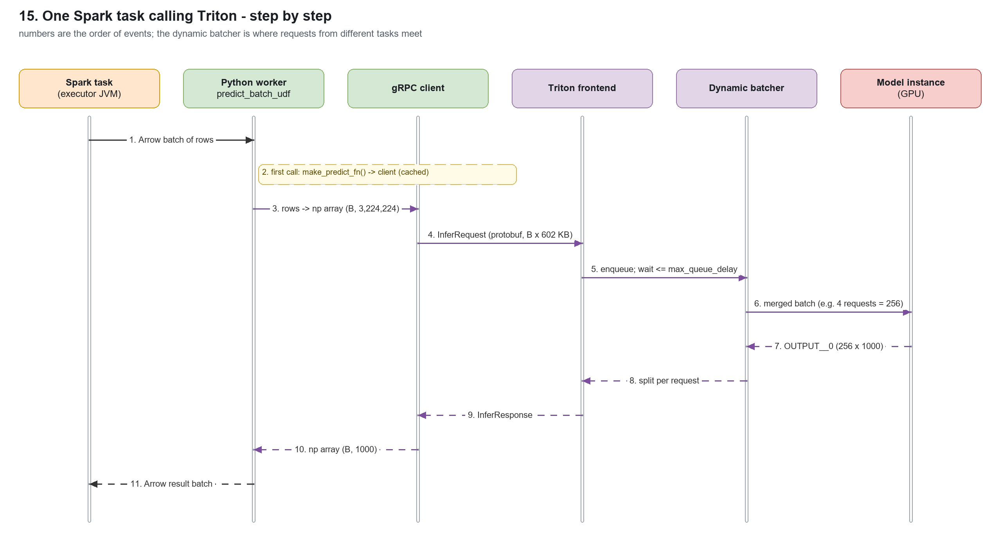 15. One Spark task calling Triton - step by step
numbers are the order of events; the dynamic batcher is where requests from different tasks meet
Spark task
(executor JVM)
Python worker
predict_batch_udf
gRPC client
Triton frontend
Dynamic batcher
Model instance
(GPU)
1. Arrow batch of rows
2. first call: make_predict_fn() -> client (cached)
3. rows -> np array (B, 3,224,224)
4. InferRequest (protobuf, B x 602 KB)
5. enqueue; wait <= max_queue_delay
6. merged batch (e.g. 4 requests = 256)
7. OUTPUT__0 (256 x 1000)
8. split per request
9. InferResponse
10. np array (B, 1000)
11. Arrow result batch